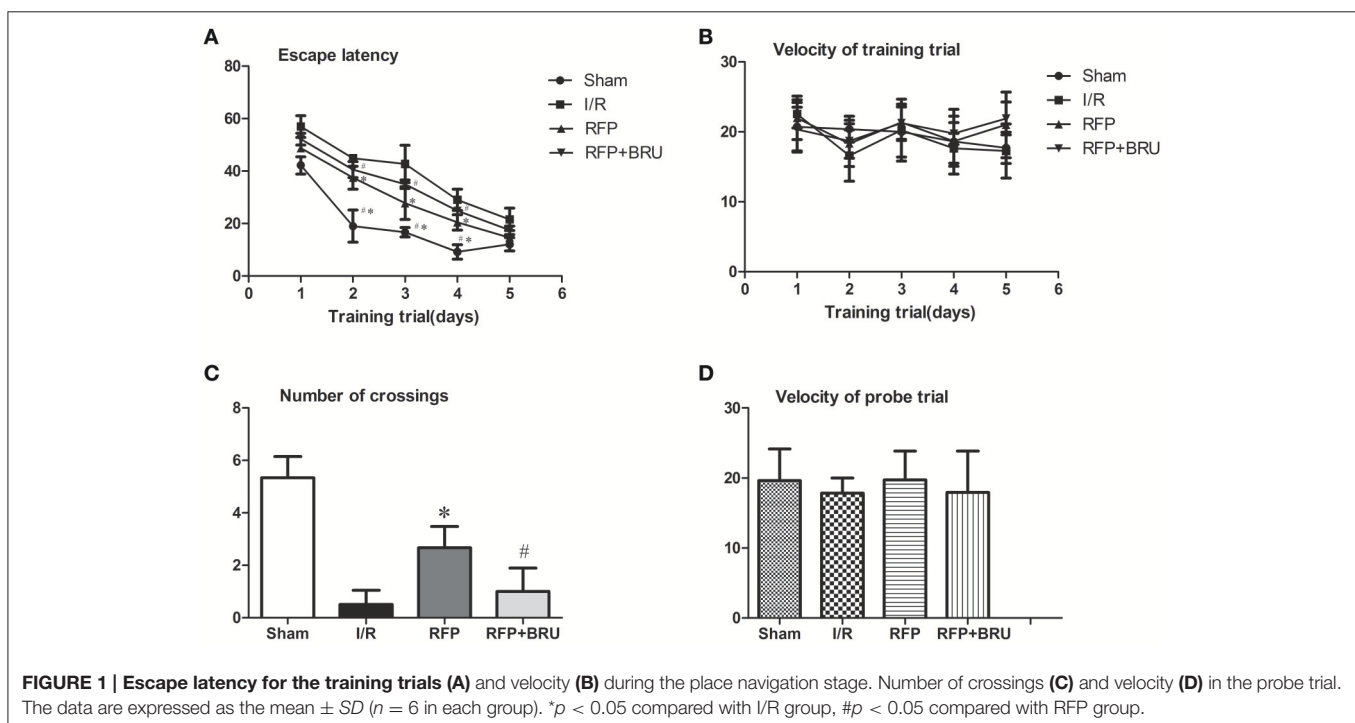 A
Escape latency
80
60
40
20
0
0 1 2 3 4 5 6
Training trial(days)
Sham
I/R
RFP
RFP+BRU
#
*
#
*
#
*
# *
# *
# *
B
Velocity of training trial
30
20
10
0
0 1 2 3 4 5 6
Training trial(days)
Sham
I/R
RFP
RFP+BRU
C
Number of crossings
8
6
4
2
0
*
#
Sham I/R RFP RFP+BRU
D
Velocity of probe trial
30
20
10
0
Sham I/R RFP RFP+BRU
FIGURE 1 | Escape latency for the training trials (A) and velocity (B) during the place navigation stage. Number of crossings (C) and velocity (D) in the probe trial.
The data are expressed as the mean ± SD (n = 6 in each group). *p < 0.05 compared with I/R group, #p < 0.05 compared with RFP group.